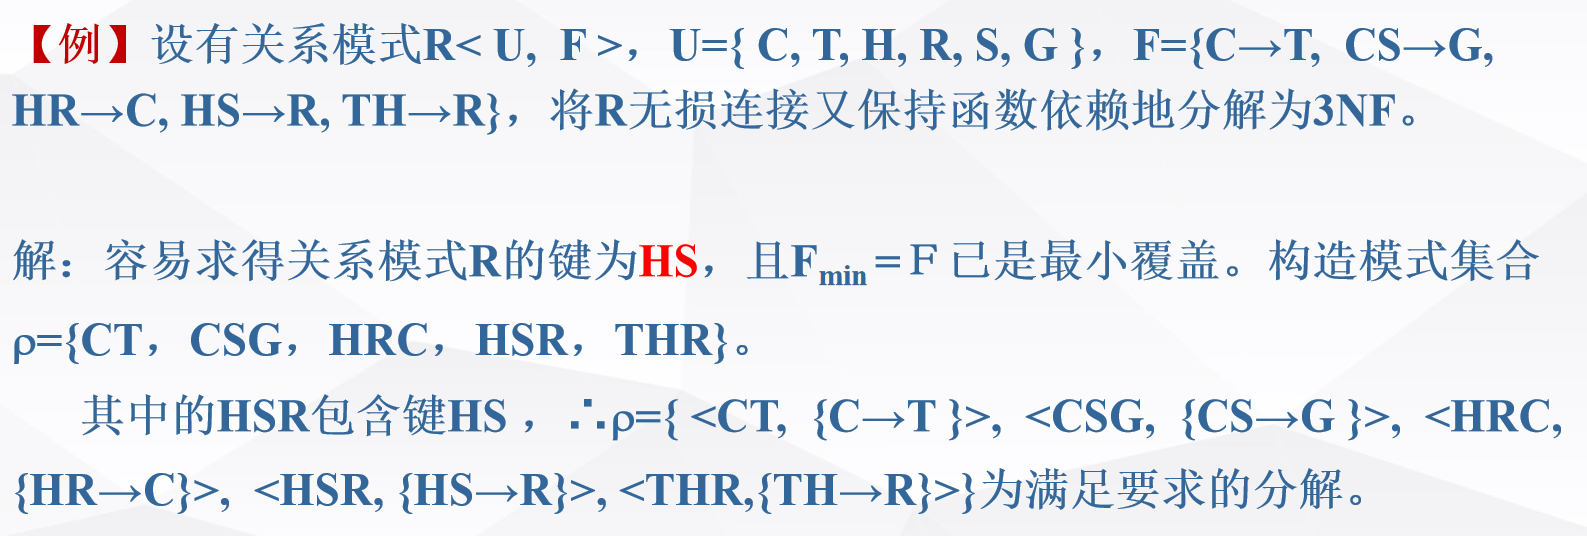 【例】设有关系模式R< U, F >，U={ C, T, H, R, S, G }，F={C→T, CS→G,
HR→C, HS→R, TH→R}，将R无损连接又保持函数依赖地分解为3NF。
解：容易求得关系模式R的键为HS，且Fmin＝F 已是最小覆盖。构造模式集合
ρ={CT，CSG，HRC，HSR，THR}。
其中的HSR包含键HS ，∴ρ={ <CT, {C→T }>, <CSG, {CS→G }>, <HRC,
{HR→C}>, <HSR, {HS→R}>, <THR,{TH→R}>}为满足要求的分解。